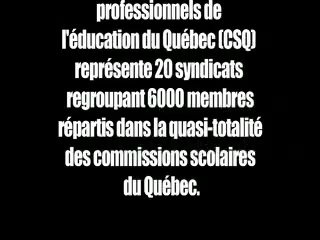 professionnels de
l'éducation du Québec (CSQ)
représente 20 syndicats
regroupant 6000 membres
répartis dans la quasi-totalité
des commissions scolaires
du Québec.